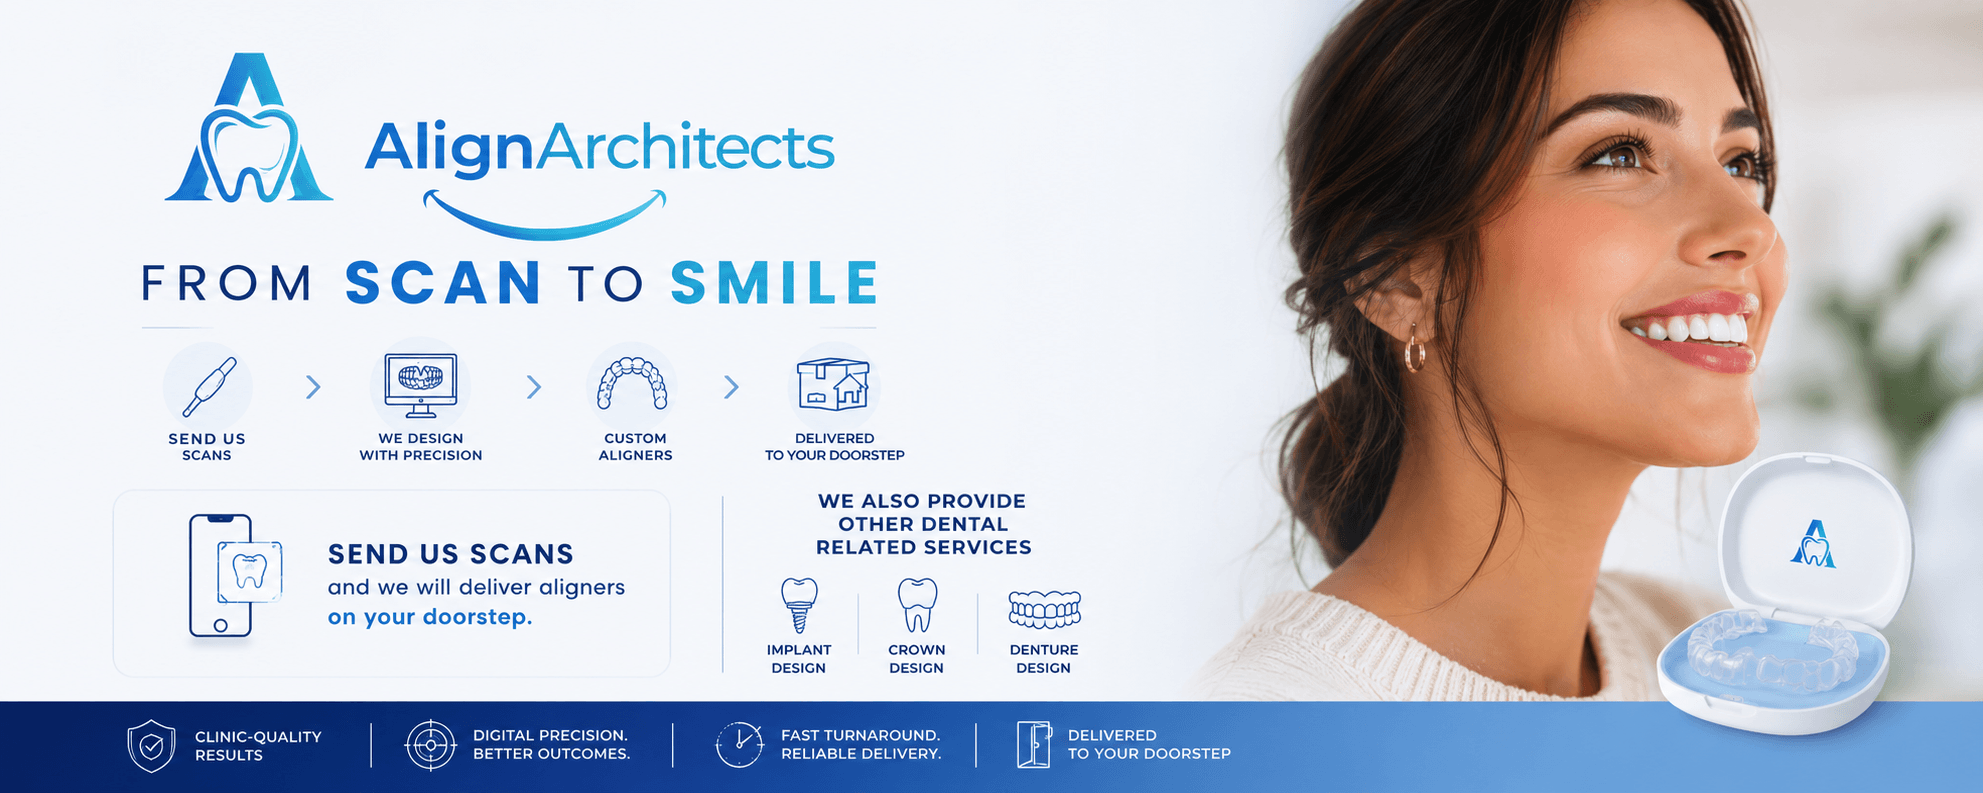 AlignArchitects
FROM SCAN TO SMILE
SEND US
SCANS
WE DESIGN
WITH PRECISION
CUSTOM
ALIGNERS
DELIVERED
TO YOUR DOORSTEP
SEND US SCANS
and we will deliver aligners
on your doorstep.
WE ALSO PROVIDE
OTHER DENTAL
RELATED SERVICES
IMPLANT
DESIGN
CROWN
DESIGN
DENTURE
DESIGN
CLINIC-QUALITY
RESULTS
DIGITAL PRECISION.
BETTER OUTCOMES.
FAST TURNAROUND.
RELIABLE DELIVERY.
DELIVERED
TO YOUR DOORSTEP